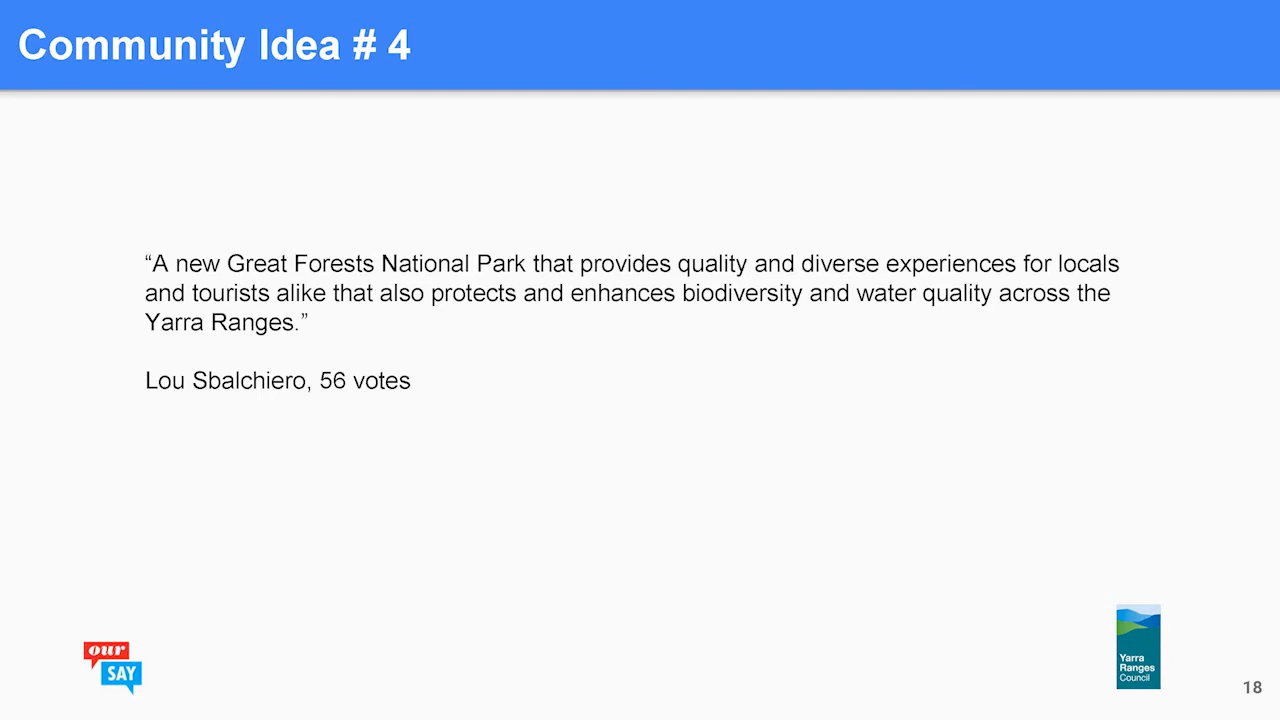 Community Idea # 4
“A new Great Forests National Park that provides quality and diverse experiences for locals
and tourists alike that also protects and enhances biodiversity and water quality across the
Yarra Ranges.”
Lou Sbalchiero, 56 votes
our
SAY
Yarra
Ranges
Council
18